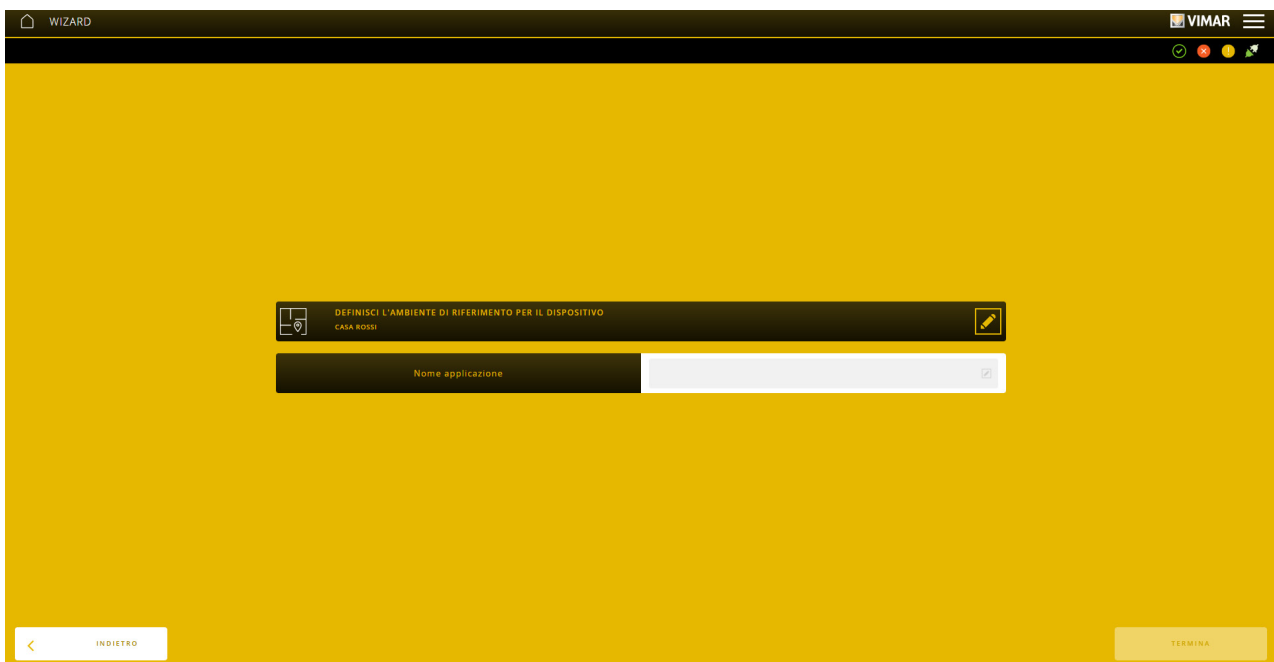 WIZARD
VIMAR
DEFINISCI L'AMBIENTE DI RIFERIMENTO PER IL DISPOSITIVO
CASA ROSSI
Nome applicazione
INDIETRO
TERMINA